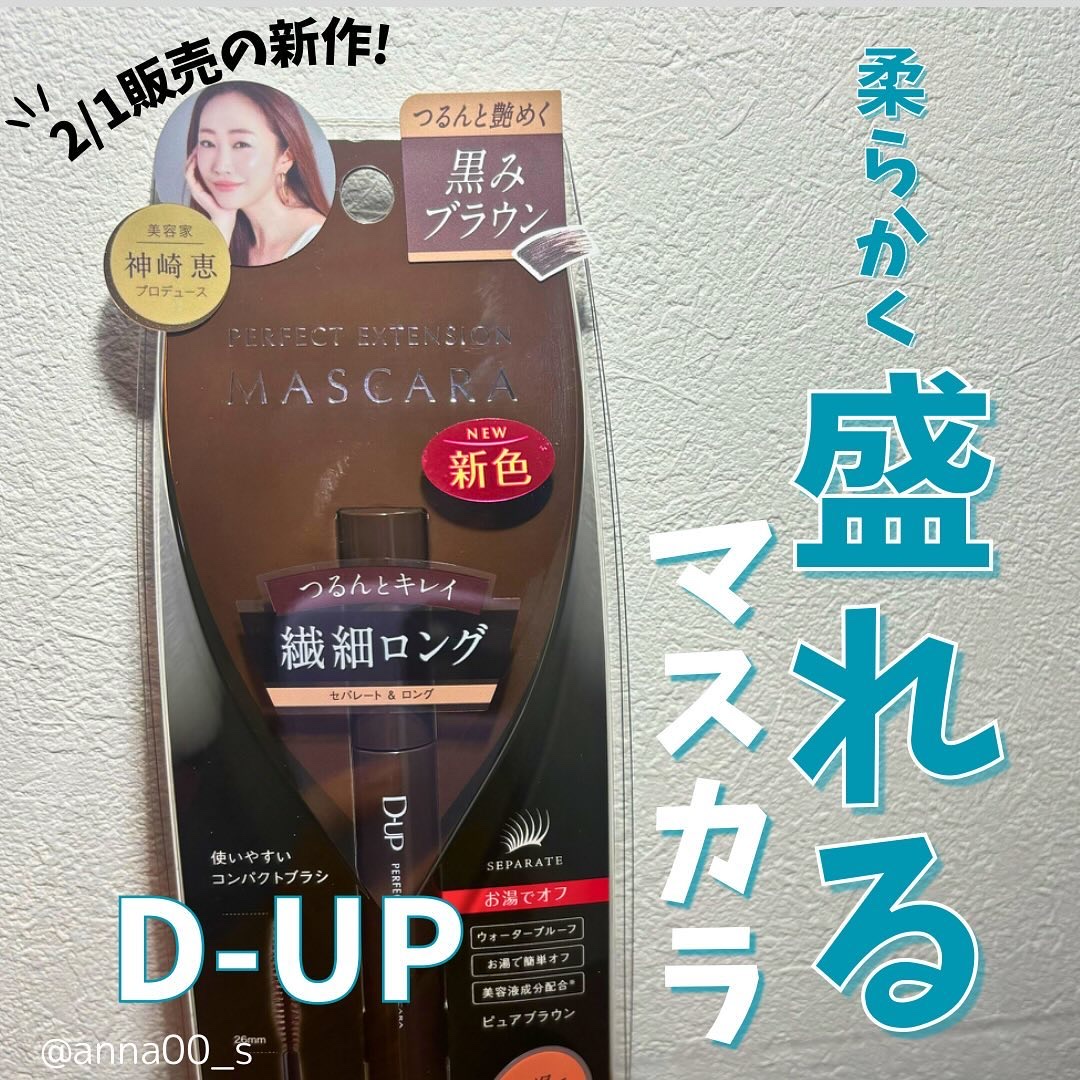 2/1販売の新作!
柔らかく
盛れる
マスカラ
美容家
神崎 恵
プロデュース
つるんと艶めく
黒み
ブラウン
PERFECT EXTENSION
MASCARA
NEW
新色
つるんとキレイ
繊細ロング
セパレート & ロング
D-UP
使いやすい
コンパクトブラシ
26mm
SEPARATE
お湯でオフ
ウォータープルーフ
お湯で簡単オフ
美容液成分配合※
ピュアブラウン
D-UP
@anna00_s